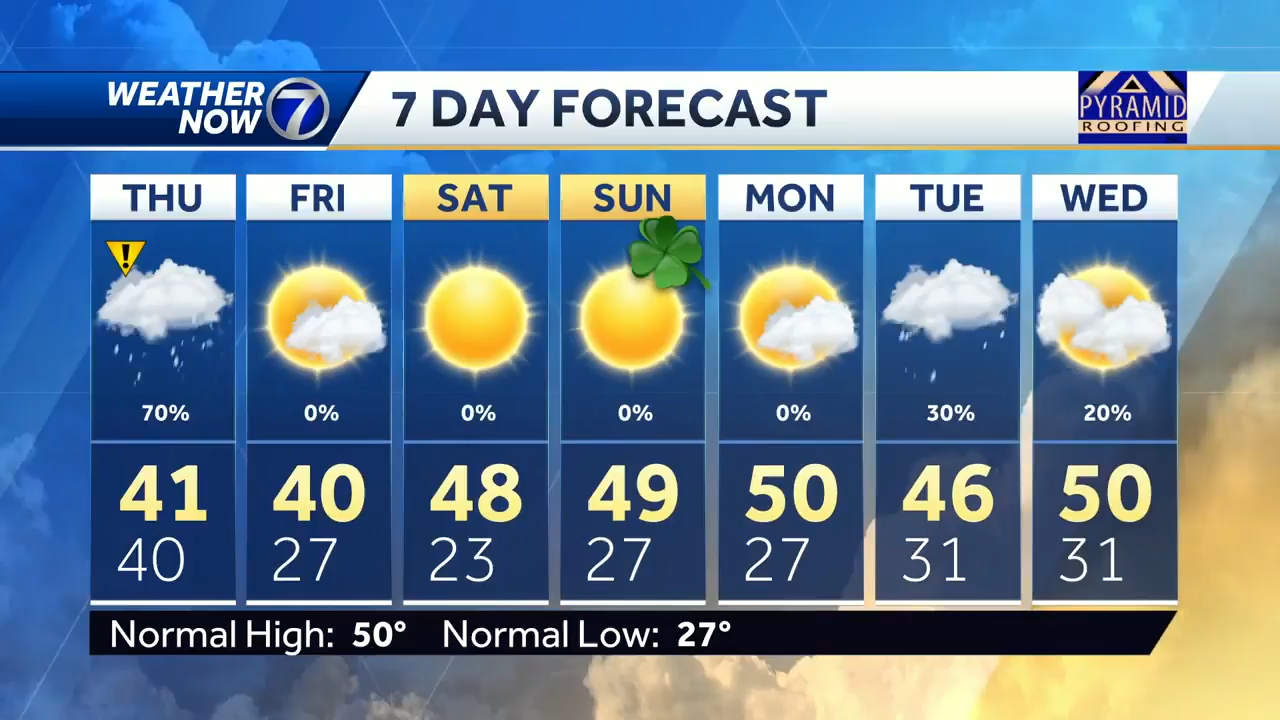 WEATHER
NOW 7
7 DAY FORECAST
PYRAMID
ROOFING
THU FRI SAT SUN MON TUE WED
!
70% 0% 0% 0% 0% 30% 20%
41 40 48 49 50 46 50
40 27 23 27 27 31 31
Normal High: 50° Normal Low: 27°